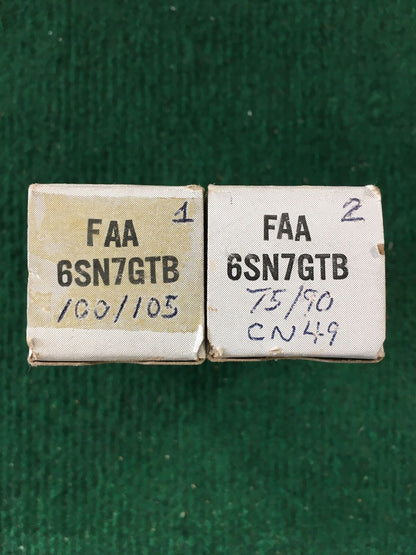 1
FAA
6SN7GTB
100/105
2
FAA
6SN7GTB
75/90
CN49